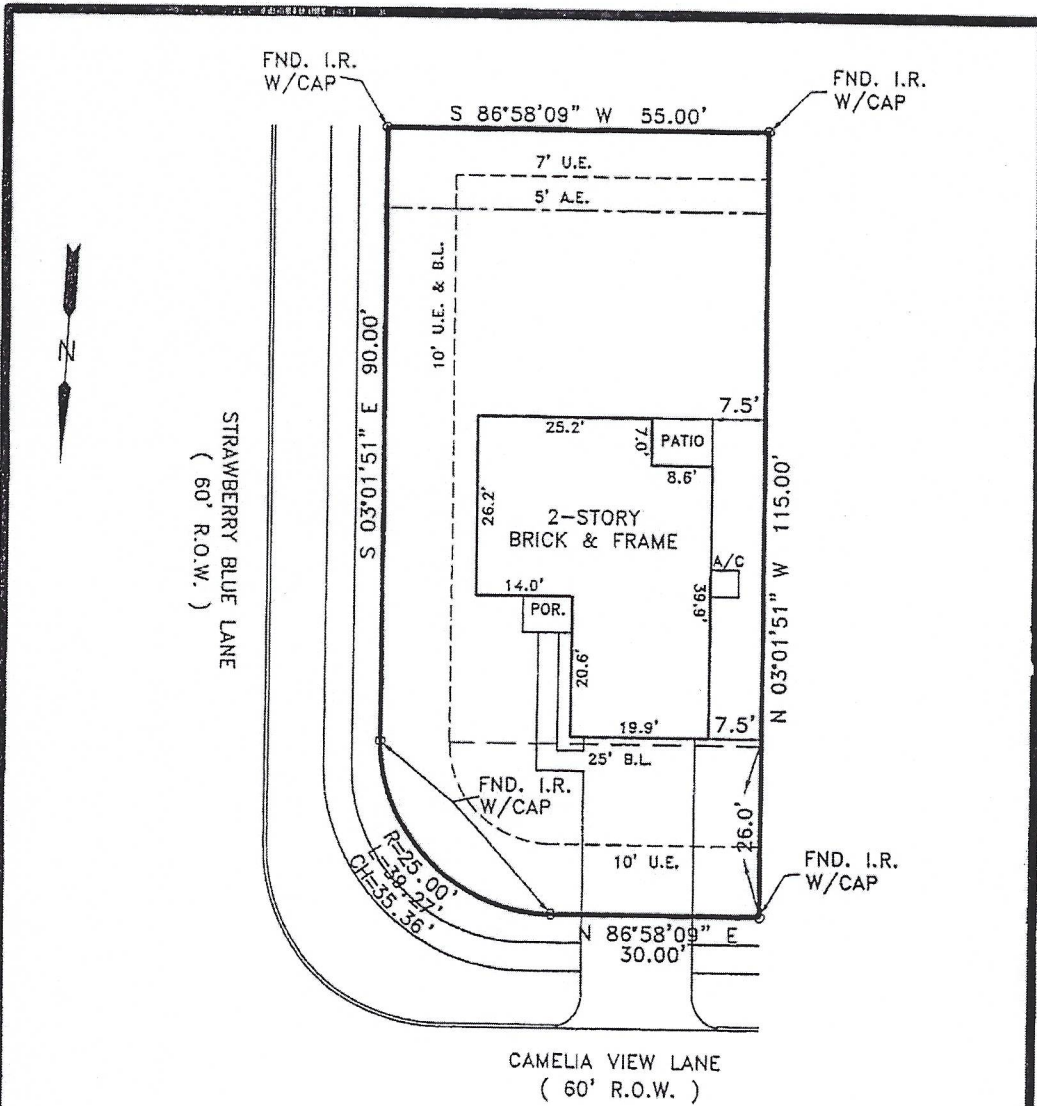 FND. I.R.
W/CAP
FND. I.R.
W/CAP
S 86°58'09" W 55.00'
7' U.E.
5' A.E.
10' U.E. & B.L.
S 03°01'51" E 90.00'
N
STRAWBERRY BLUE LANE
( 60' R.O.W. )
7.5'
25.2'
7.0'
PATIO
8.6'
26.2'
2-STORY
BRICK & FRAME
A/C
39.9'
N 03°01'51" W 115.00'
14.0'
POR.
20.6'
19.9'
7.5'
25' B.L.
FND. I.R.
W/CAP
26.0'
10' U.E.
FND. I.R.
W/CAP
R=25.00'
L=39.27'
CH=35.36'
N 86°58'09" E
30.00'
CAMELIA VIEW LANE
( 60' R.O.W. )